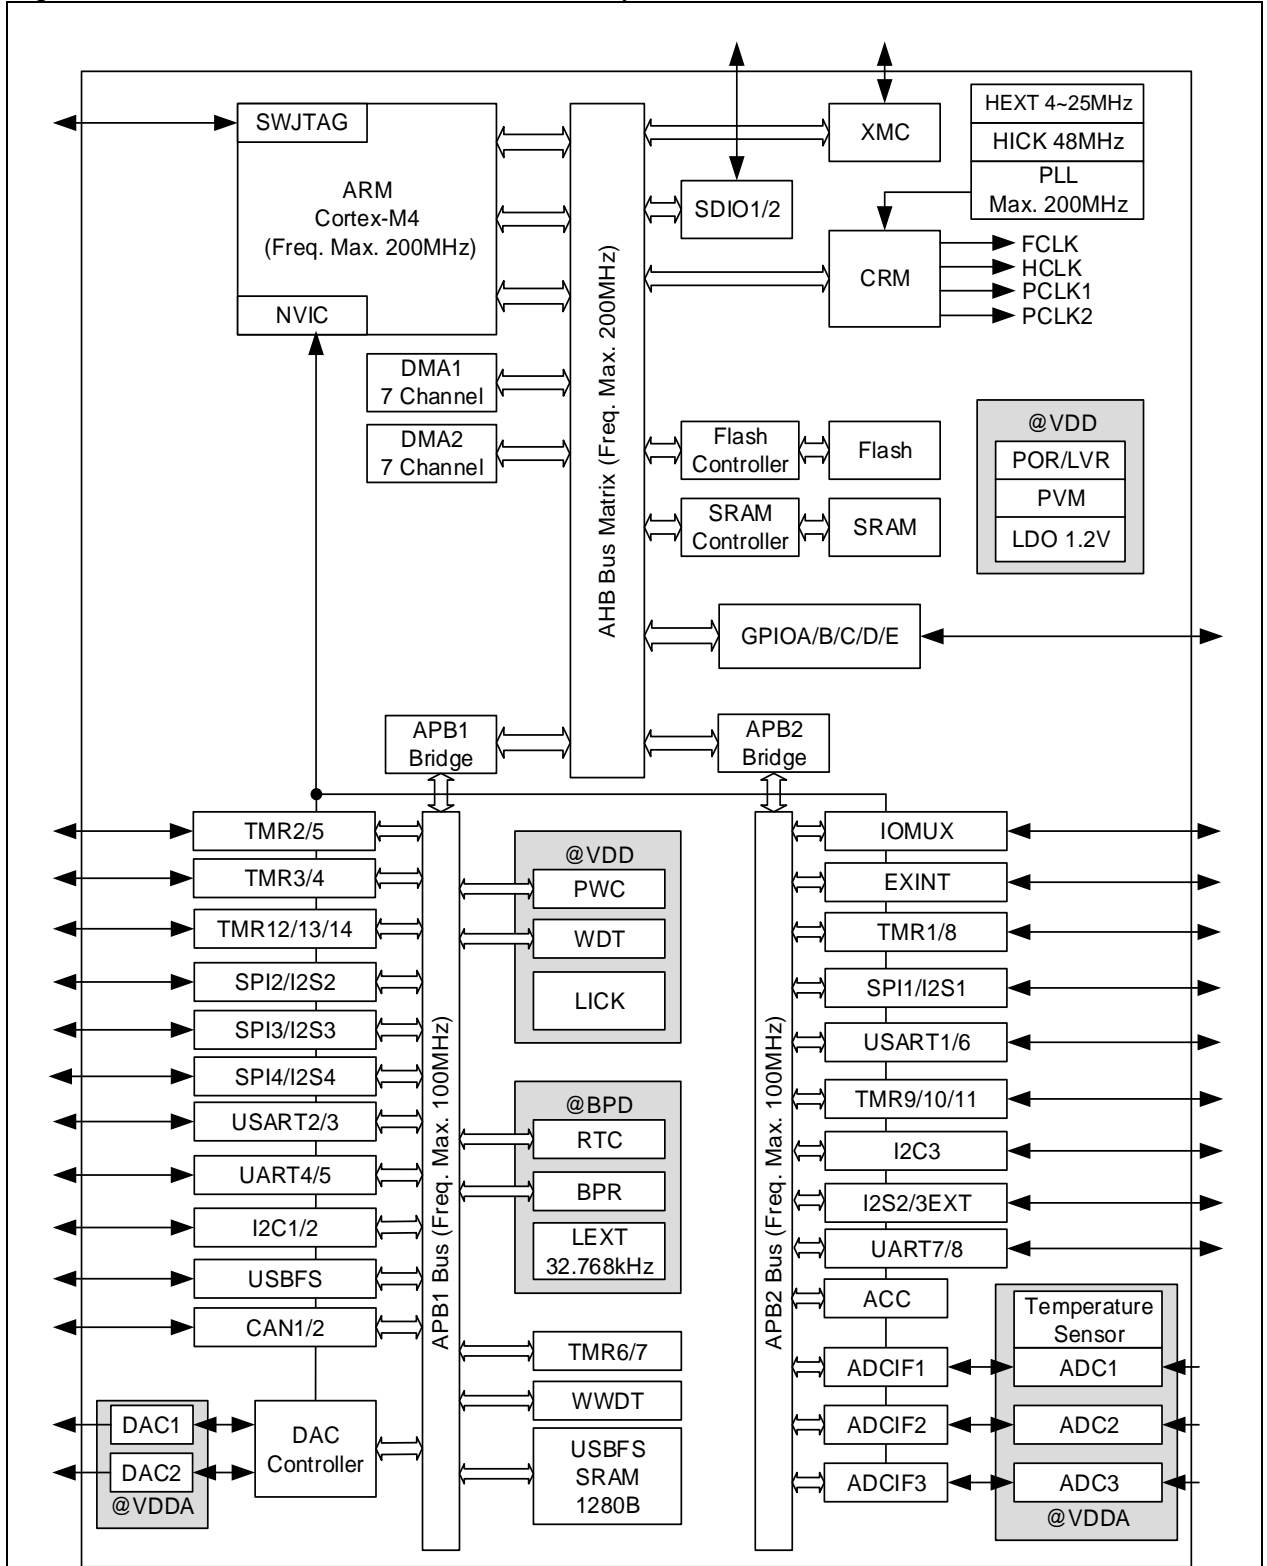 SWJTAG
ARM
Cortex-M4
(Freq. Max. 200MHz)
NVIC
DMA1
7 Channel
DMA2
7 Channel
AHB Bus Matrix (Freq. Max. 200MHz)
XMC
SDIO1/2
HEXT 4~25MHz
HICK 48MHz
PLL
Max. 200MHz
CRM
FCLK
HCLK
PCLK1
PCLK2
@VDD
POR/LVR
PVM
LDO 1.2V
Flash
Controller
Flash
SRAM
Controller
SRAM
GPIOA/B/C/D/E
APB1
Bridge
APB2
Bridge
TMR2/5
TMR3/4
TMR12/13/14
SPI2/I2S2
SPI3/I2S3
SPI4/I2S4
USART2/3
UART4/5
I2C1/2
USBFS
CAN1/2
DAC1
DAC2
@VDDA
DAC
Controller
APB1 Bus (Freq. Max. 100MHz)
@VDD
PWC
WDT
LICK
@BPD
RTC
BPR
LEXT
32.768kHz
TMR6/7
WWDT
USBFS
SRAM
1280B
APB2 Bus (Freq. Max. 100MHz)
IOMUX
EXINT
TMR1/8
SPI1/I2S1
USART1/6
TMR9/10/11
I2C3
I2S2/3EXT
UART7/8
ACC
ADCIF1
ADCIF2
ADCIF3
Temperature
Sensor
ADC1
ADC2
ADC3
@VDDA